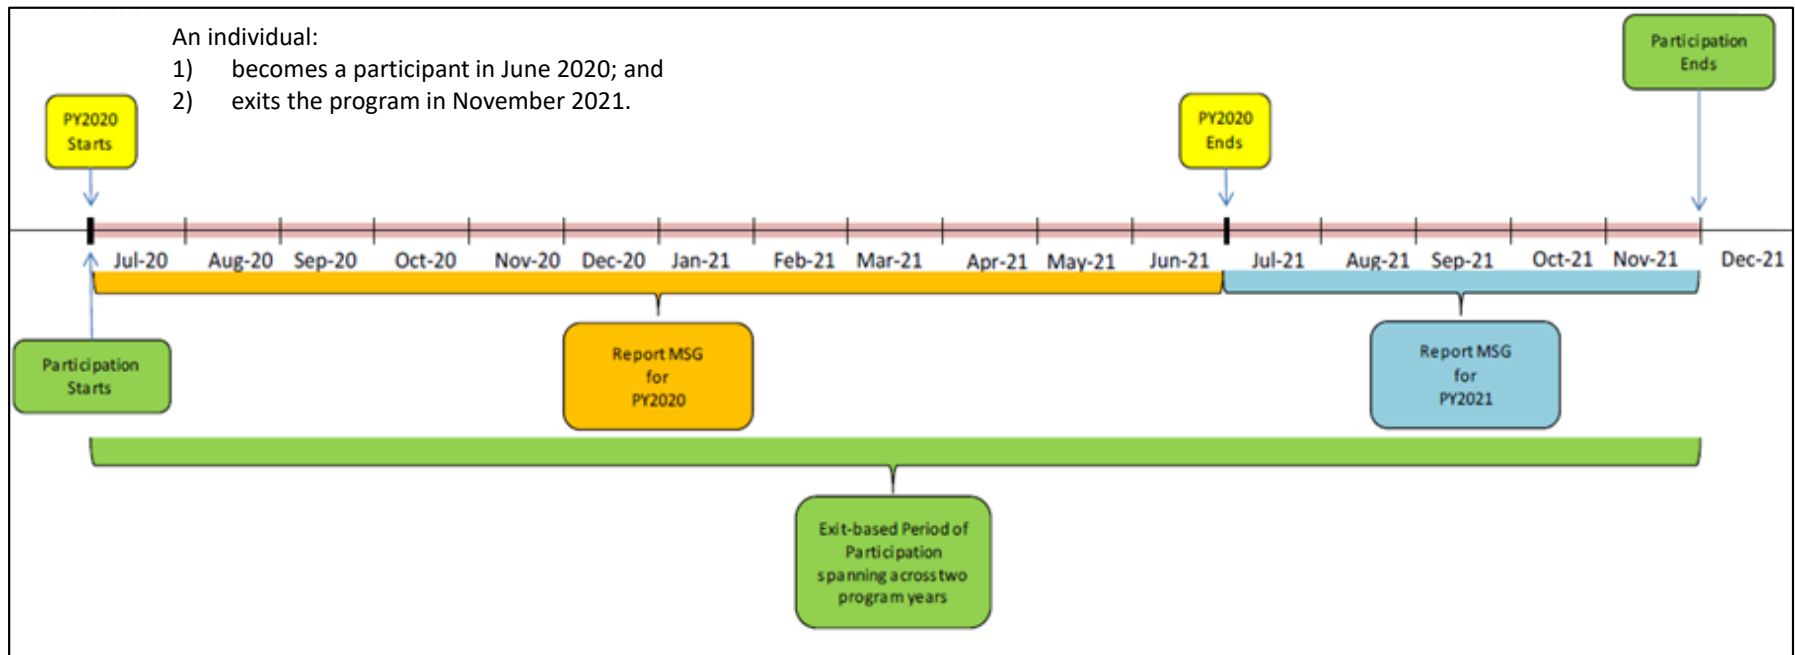 An individual:
1) becomes a participant in June 2020; and
2) exits the program in November 2021.
Participation
Ends
PY2020
Starts
PY2020
Ends
Jul-20 Aug-20 Sep-20 Oct-20 Nov-20 Dec-20 Jan-21 Feb-21 Mar-21 Apr-21 May-21 Jun-21 Jul-21 Aug-21 Sep-21 Oct-21 Nov-21 Dec-21
Participation
Starts
Report MSG
for
PY2020
Report MSG
for
PY2021
Exit-based Period of
Participation
spanning across two
program years